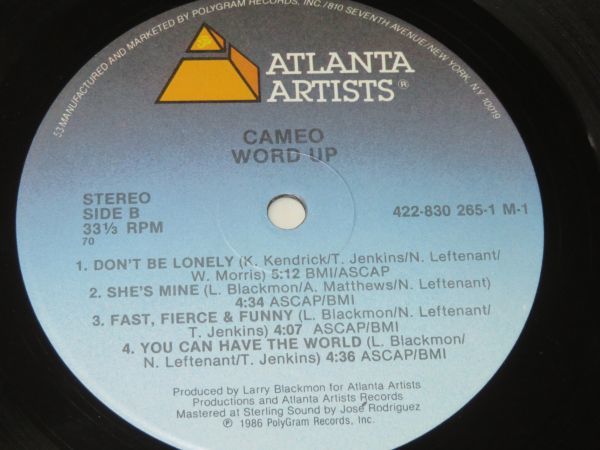 53 MANUFACTURED AND MARKETED BY POLYGRAM RECORDS, INC./810 SEVENTH AVENUE/NEW YORK, NY 10019
ATLANTA
ARTISTS®
CAMEO
WORD UP
STEREO
SIDE B
33⅓ RPM
70
422-830 265-1 M-1
1. DON'T BE LONELY (K. Kendrick/T. Jenkins/N. Leftenant/
W. Morris) 5:12 BMI/ASCAP
2. SHE'S MINE (L. Blackmon/A. Matthews/N. Leftenant)
4:34 ASCAP/BMI
3. FAST, FIERCE & FUNNY (L. Blackmon/N. Leftenant/
T. Jenkins) 4:07 ASCAP/BMI
4. YOU CAN HAVE THE WORLD (L. Blackmon/
N. Leftenant/T. Jenkins) 4:36 ASCAP/BMI
Produced by Larry Blackmon for Atlanta Artists
Productions and Atlanta Artists Records
Mastered at Sterling Sound by José Rodriguez
℗ 1986 PolyGram Records, Inc.